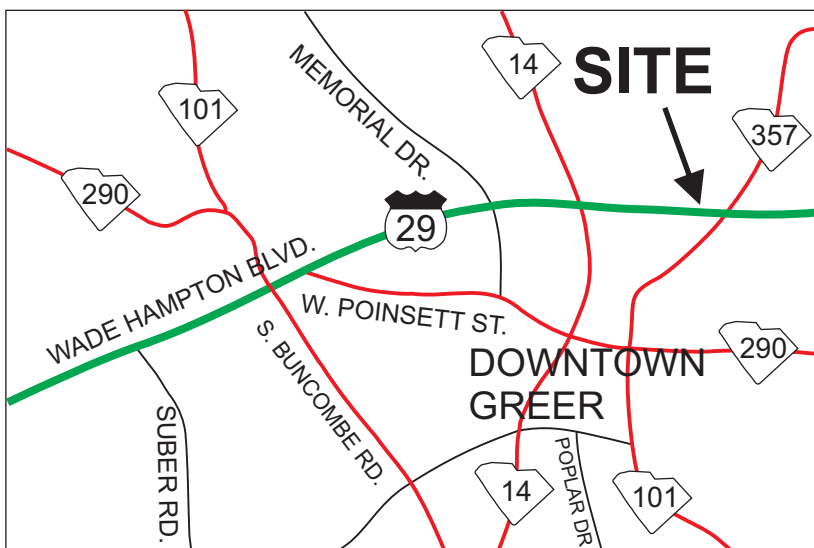 14
SITE
101
MEMORIAL DR.
357
290
29
WADE HAMPTON BLVD.
W. POINSETT ST.
S. BUNCOMBE RD.
290
DOWNTOWN
GREER
SUBER RD.
POPLAR DR
14
101